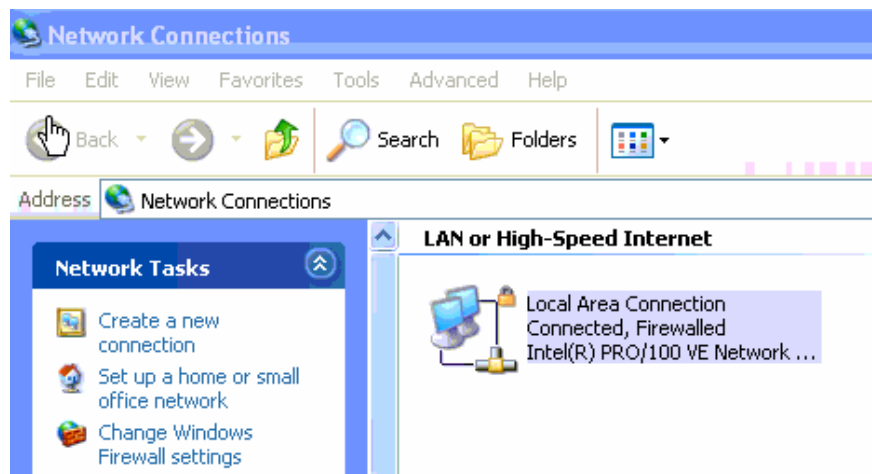 Network Connections
File Edit View Favorites Tools Advanced Help
Back Search Folders
Address Network Connections
Network Tasks
Create a new
connection
Set up a home or small
office network
Change Windows
Firewall settings
LAN or High-Speed Internet
Local Area Connection
Connected, Firewalled
Intel(R) PRO/100 VE Network ...